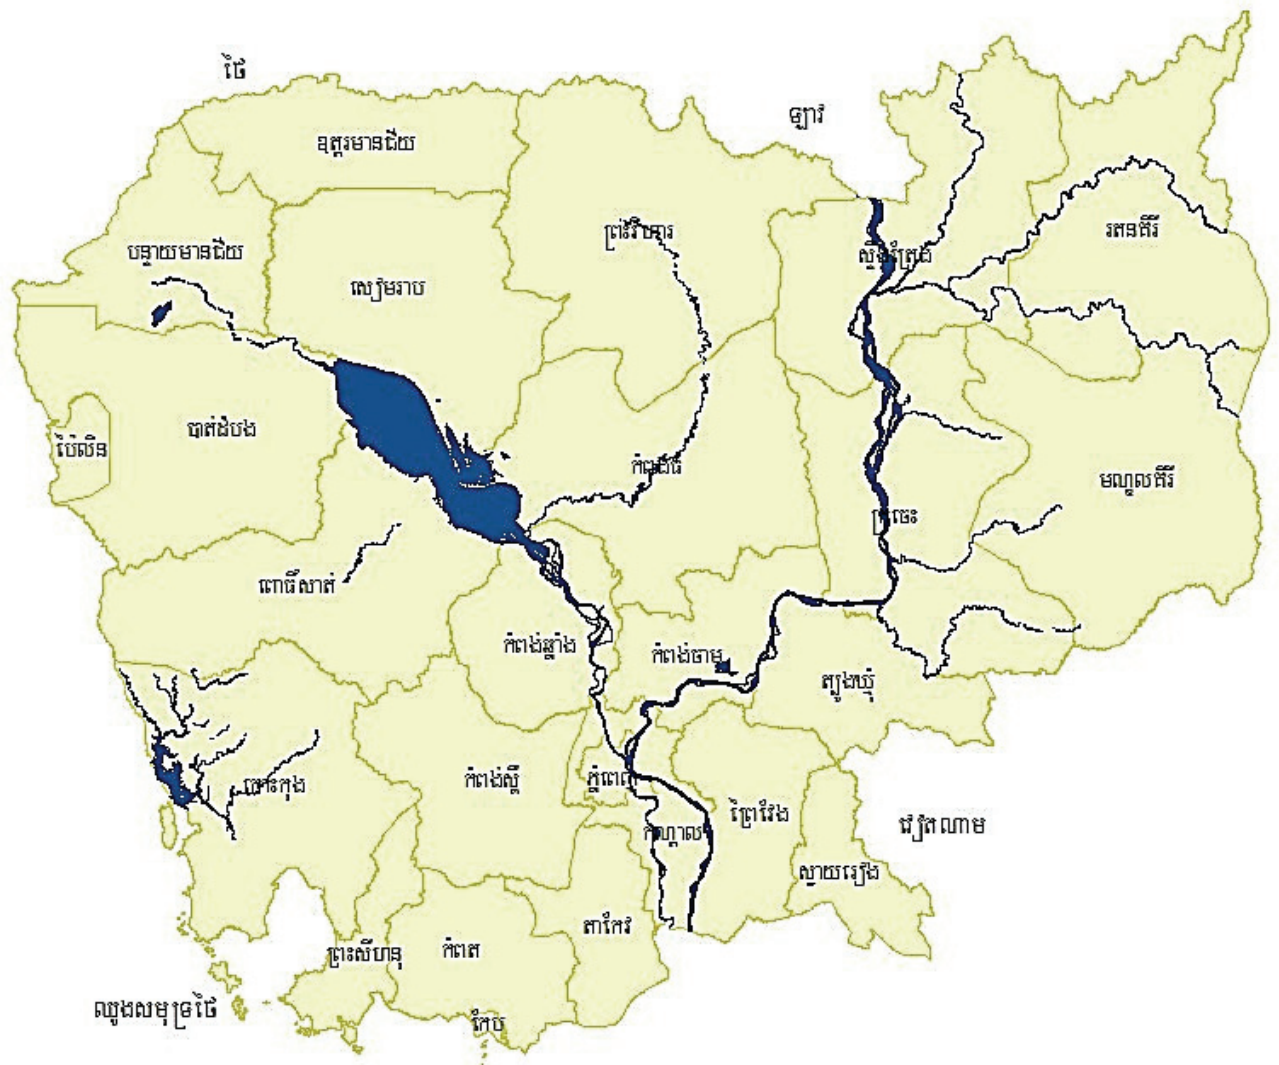 ថៃ
ឡាវ
ឧត្តរមានជ័យ
រតនគីរី
ព្រះវិហារ
បន្ទាយមានជ័យ
ស្ទឹងត្រែង
សៀមរាប
បាត់ដំបង
ប៉ៃលិន
កំពង់ធំ
មណ្ឌលគីរី
ក្រចេះ
ពោធិ៍សាត់
កំពង់ឆ្នាំង
កំពង់ចាម
ត្បូងឃ្មុំ
កោះកុង
កំពង់ស្ពឺ
ភ្នំពេញ
ព្រៃវែង
វៀតណាម
កណ្តាល
ស្វាយរៀង
តាកែវ
ព្រះសីហនុ
កំពត
ឈូងសមុទ្រថៃ
កែប